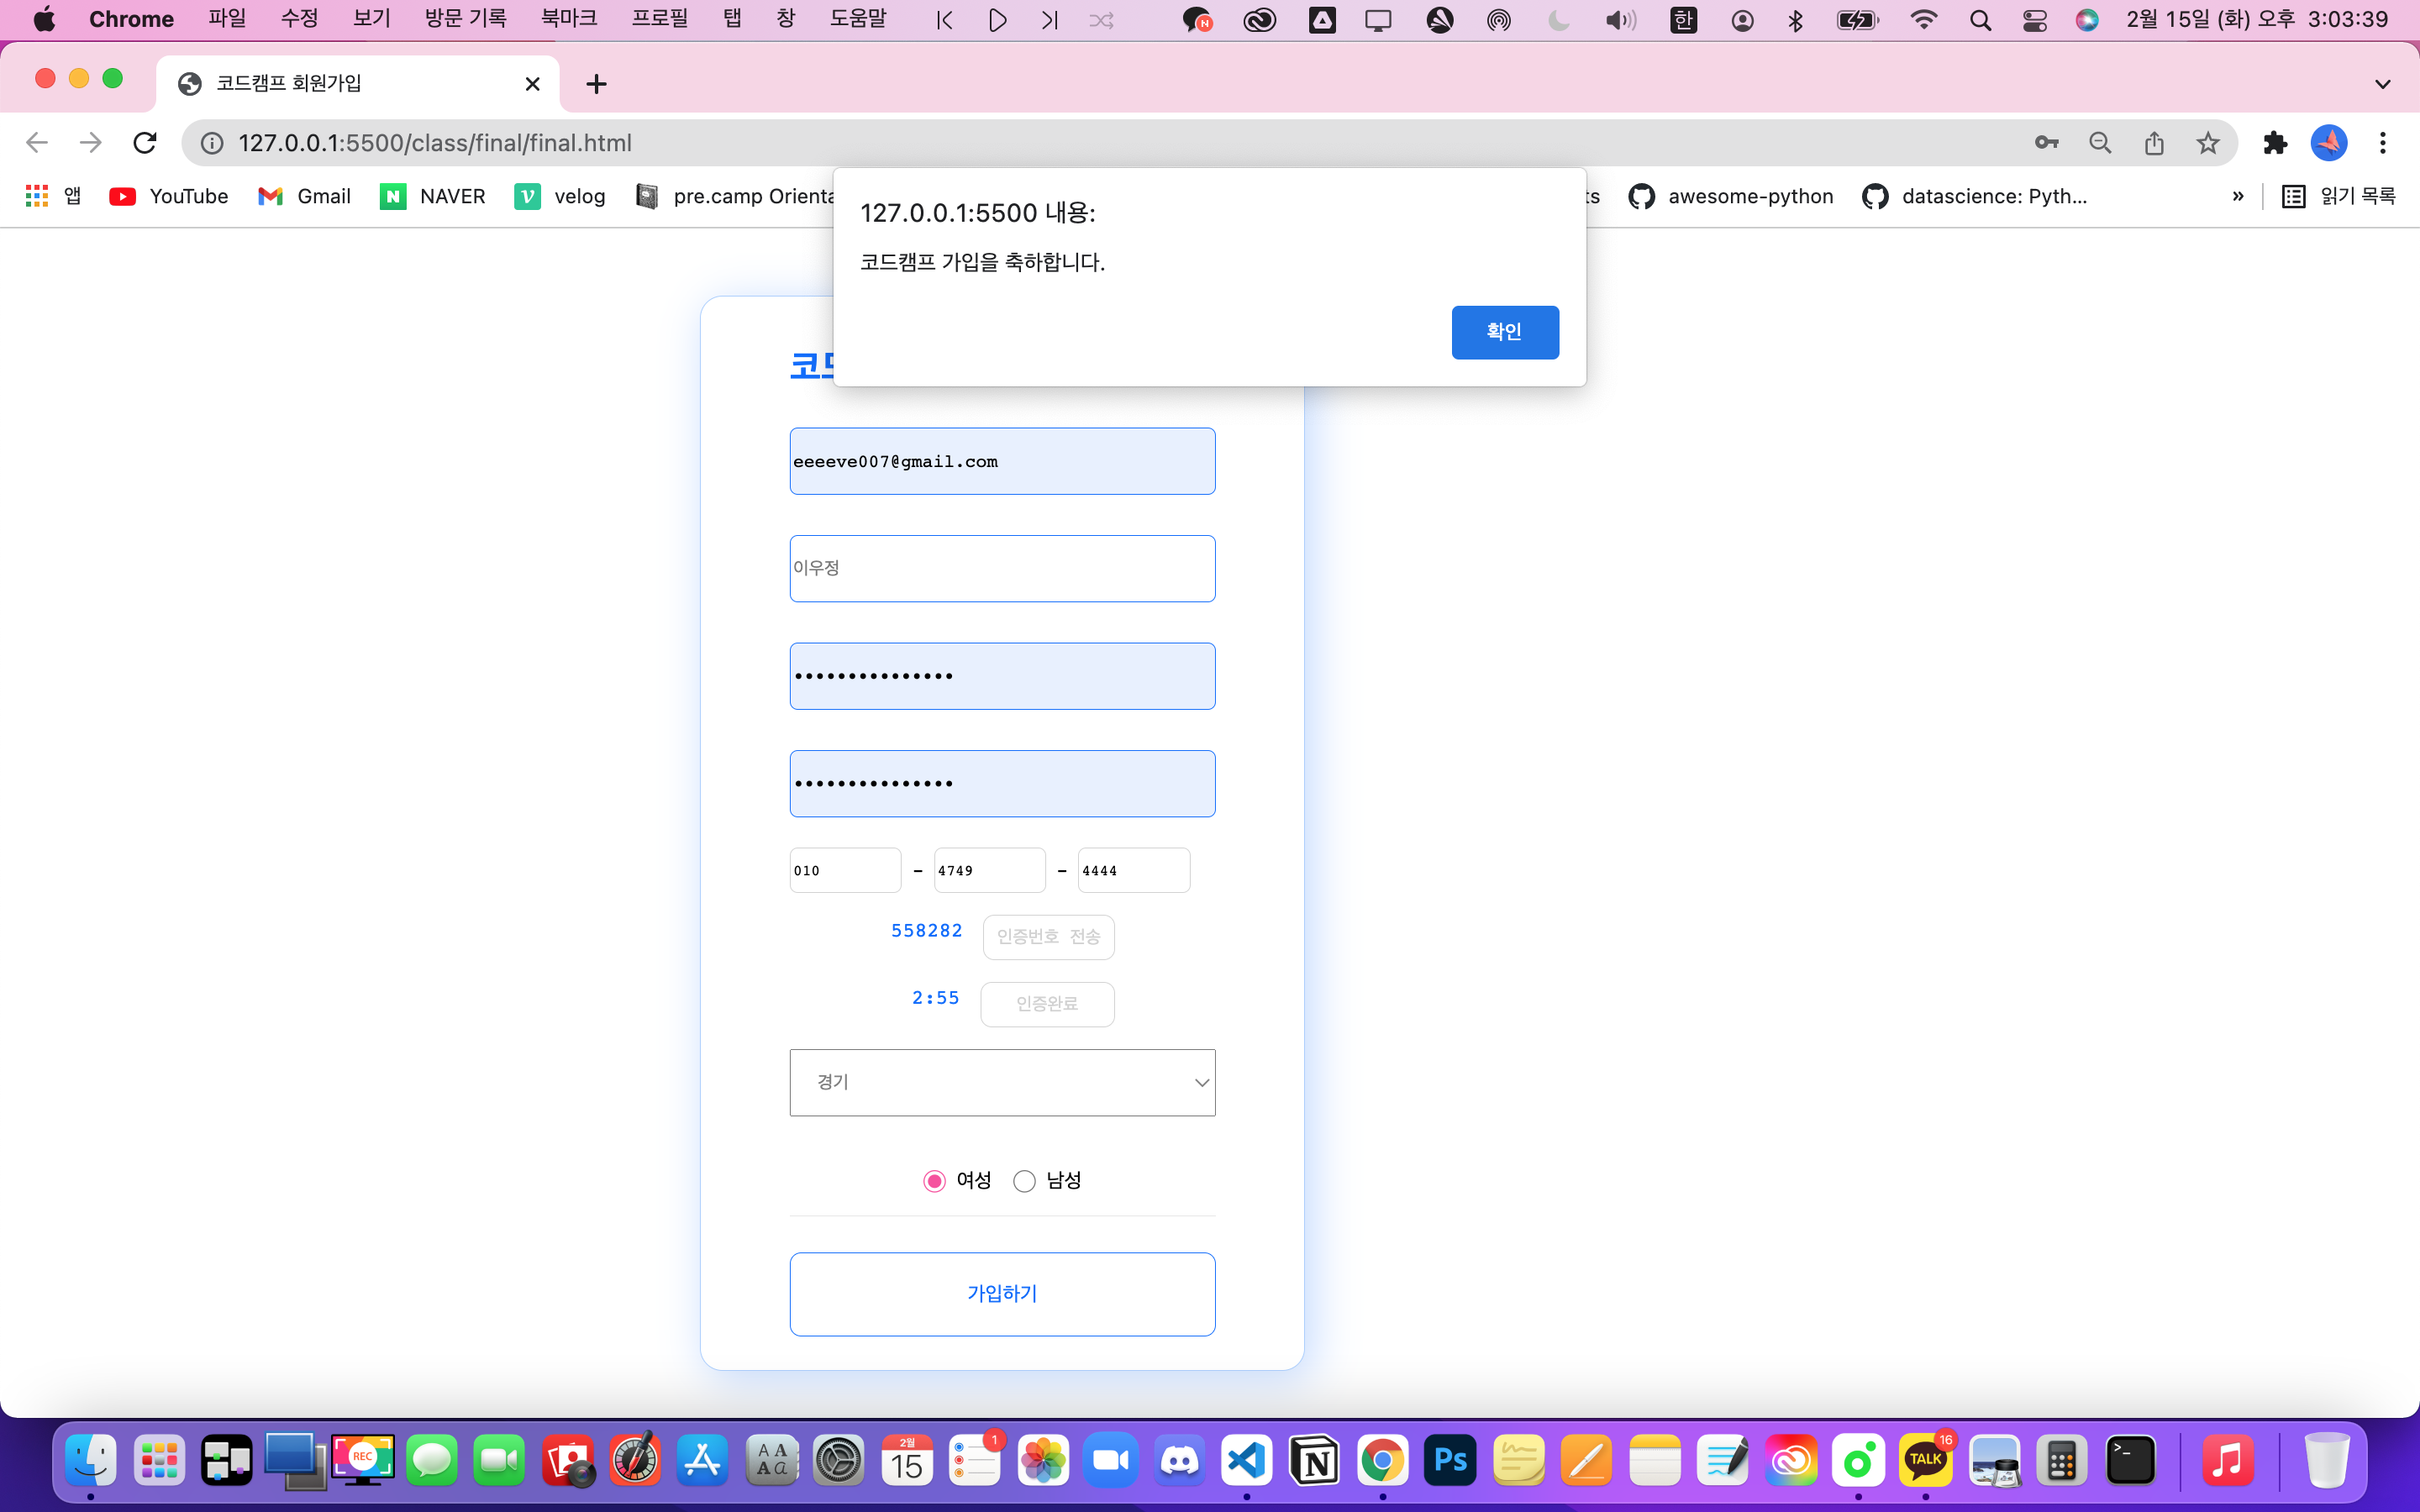 Chrome 파일 수정 보기 방문 기록 북마크 프로필 탭 창 도움말 N 한 2월 15일 (화) 오후 3:03:39
코드캠프 회원가입
127.0.0.1:5500/class/final/final.html
앱 YouTube Gmail N NAVER velog pre.camp Orienta ts awesome-python datascience: Pyth... » 읽기 목록
127.0.0.1:5500 내용:
코드캠프 가입을 축하합니다.
확인
코드
eeeeve007@gmail.com
이우정
010 - 4749 - 4444
558282 인증번호 전송
2:55 인증완료
경기
여성 남성
가입하기
REC
A A
A a
2월
15
1
N
Ps
TALK
16
>_